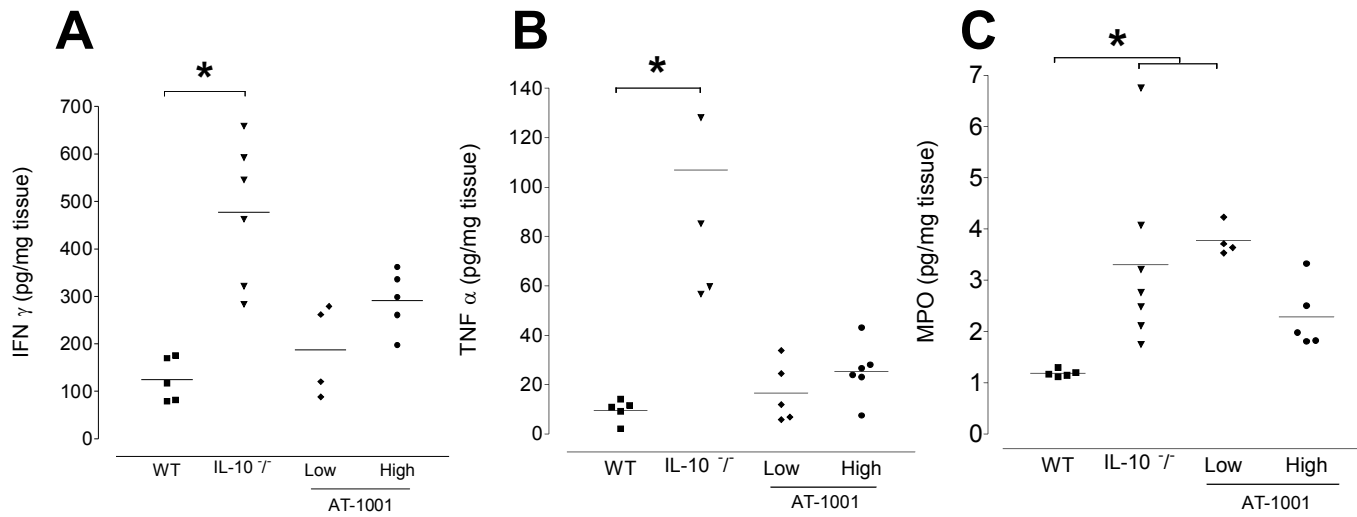 A
*
IFN γ (pg/mg tissue)
700
600
500
400
300
200
100
0
WT IL-10 -/- Low High
AT-1001
B
*
TNF α (pg/mg tissue)
140
120
100
80
60
40
20
0
WT IL-10 -/- Low High
AT-1001
C
*
MPO (pg/mg tissue)
7
6
5
4
3
2
1
0
WT IL-10 -/- Low High
AT-1001